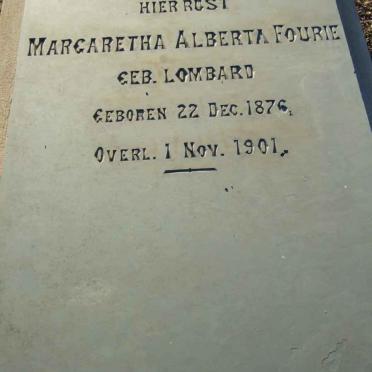 HIER RUST
MARGARETHA ALBERTA FOURIE
GEB. LOMBARD
GEBOREN 22 DEC. 1876.
OVERL. 1 NOV. 1901.